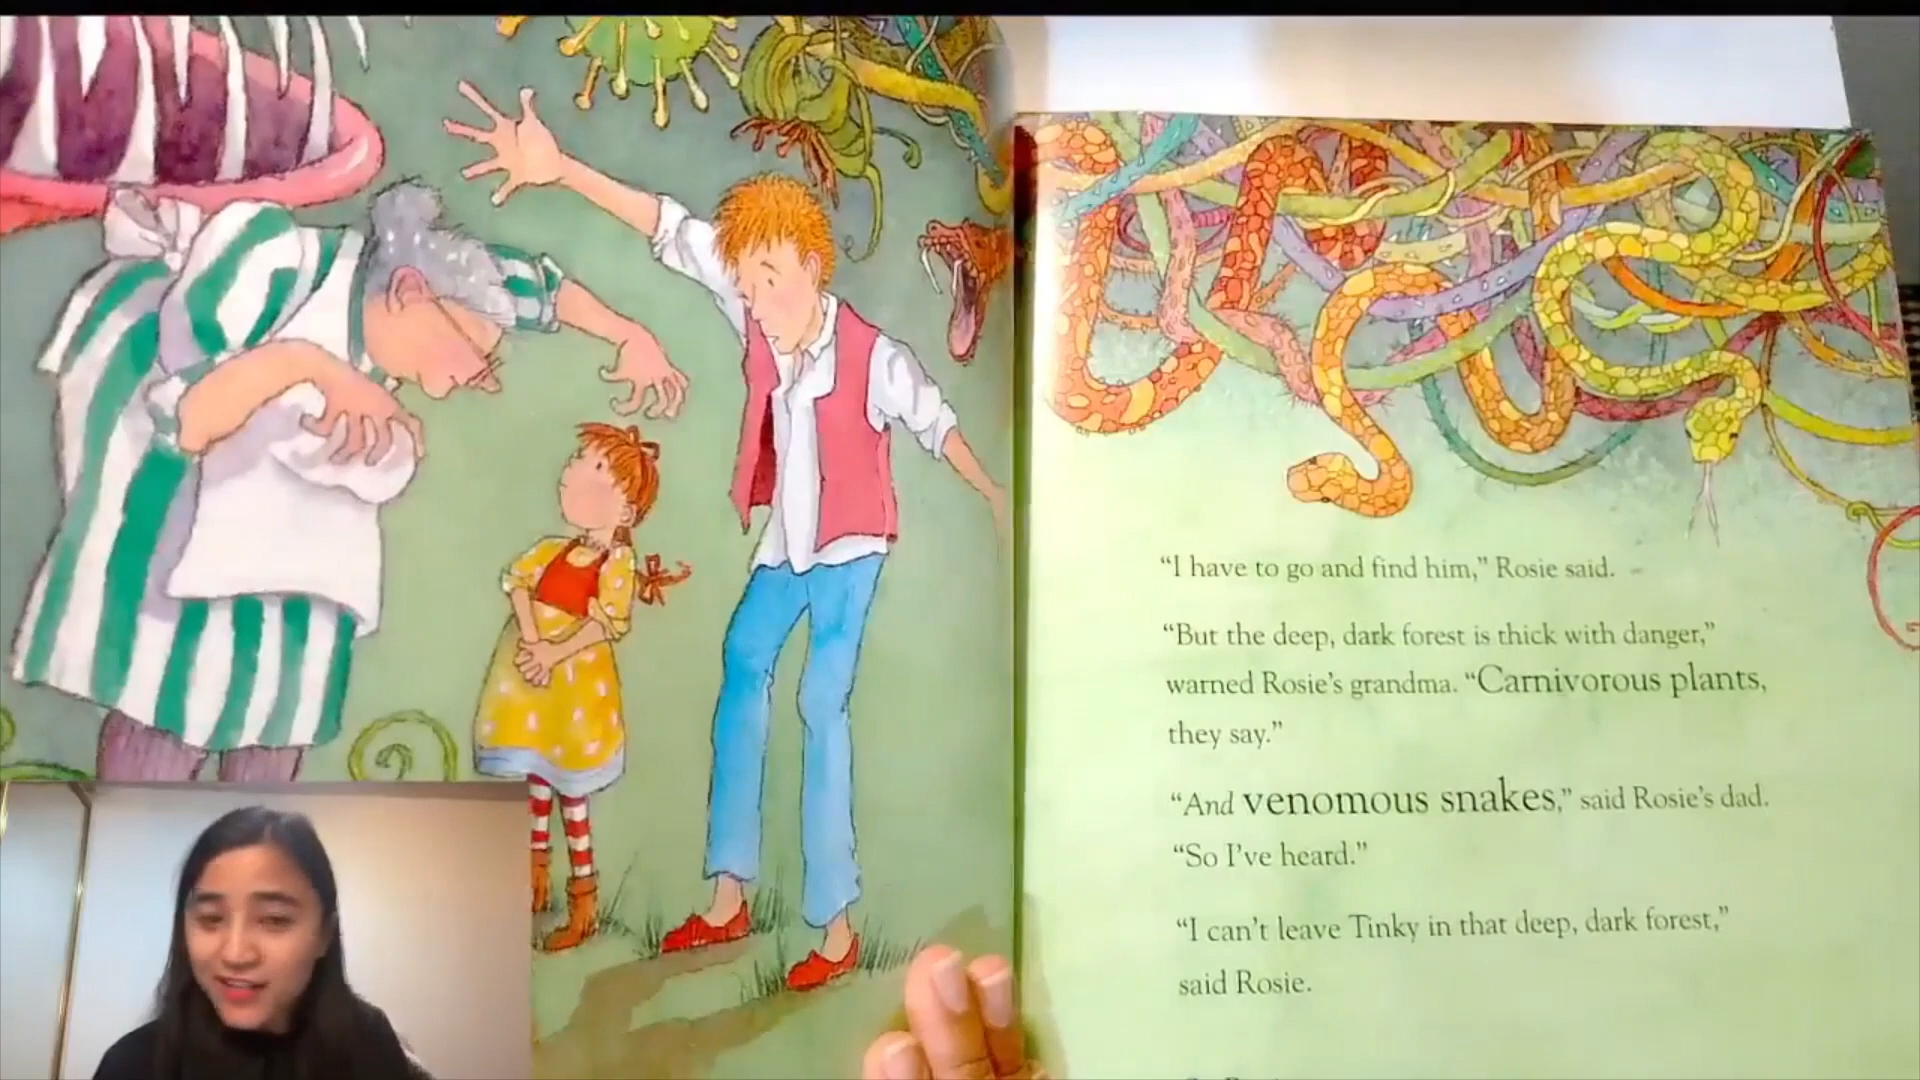 “I have to go and find him,” Rosie said.
“But the deep, dark forest is thick with danger,”
warned Rosie’s grandma. “Carnivorous plants,
they say.”
“And venomous snakes,” said Rosie’s dad.
“So I’ve heard.”
“I can’t leave Tinky in that deep, dark forest,”
said Rosie.